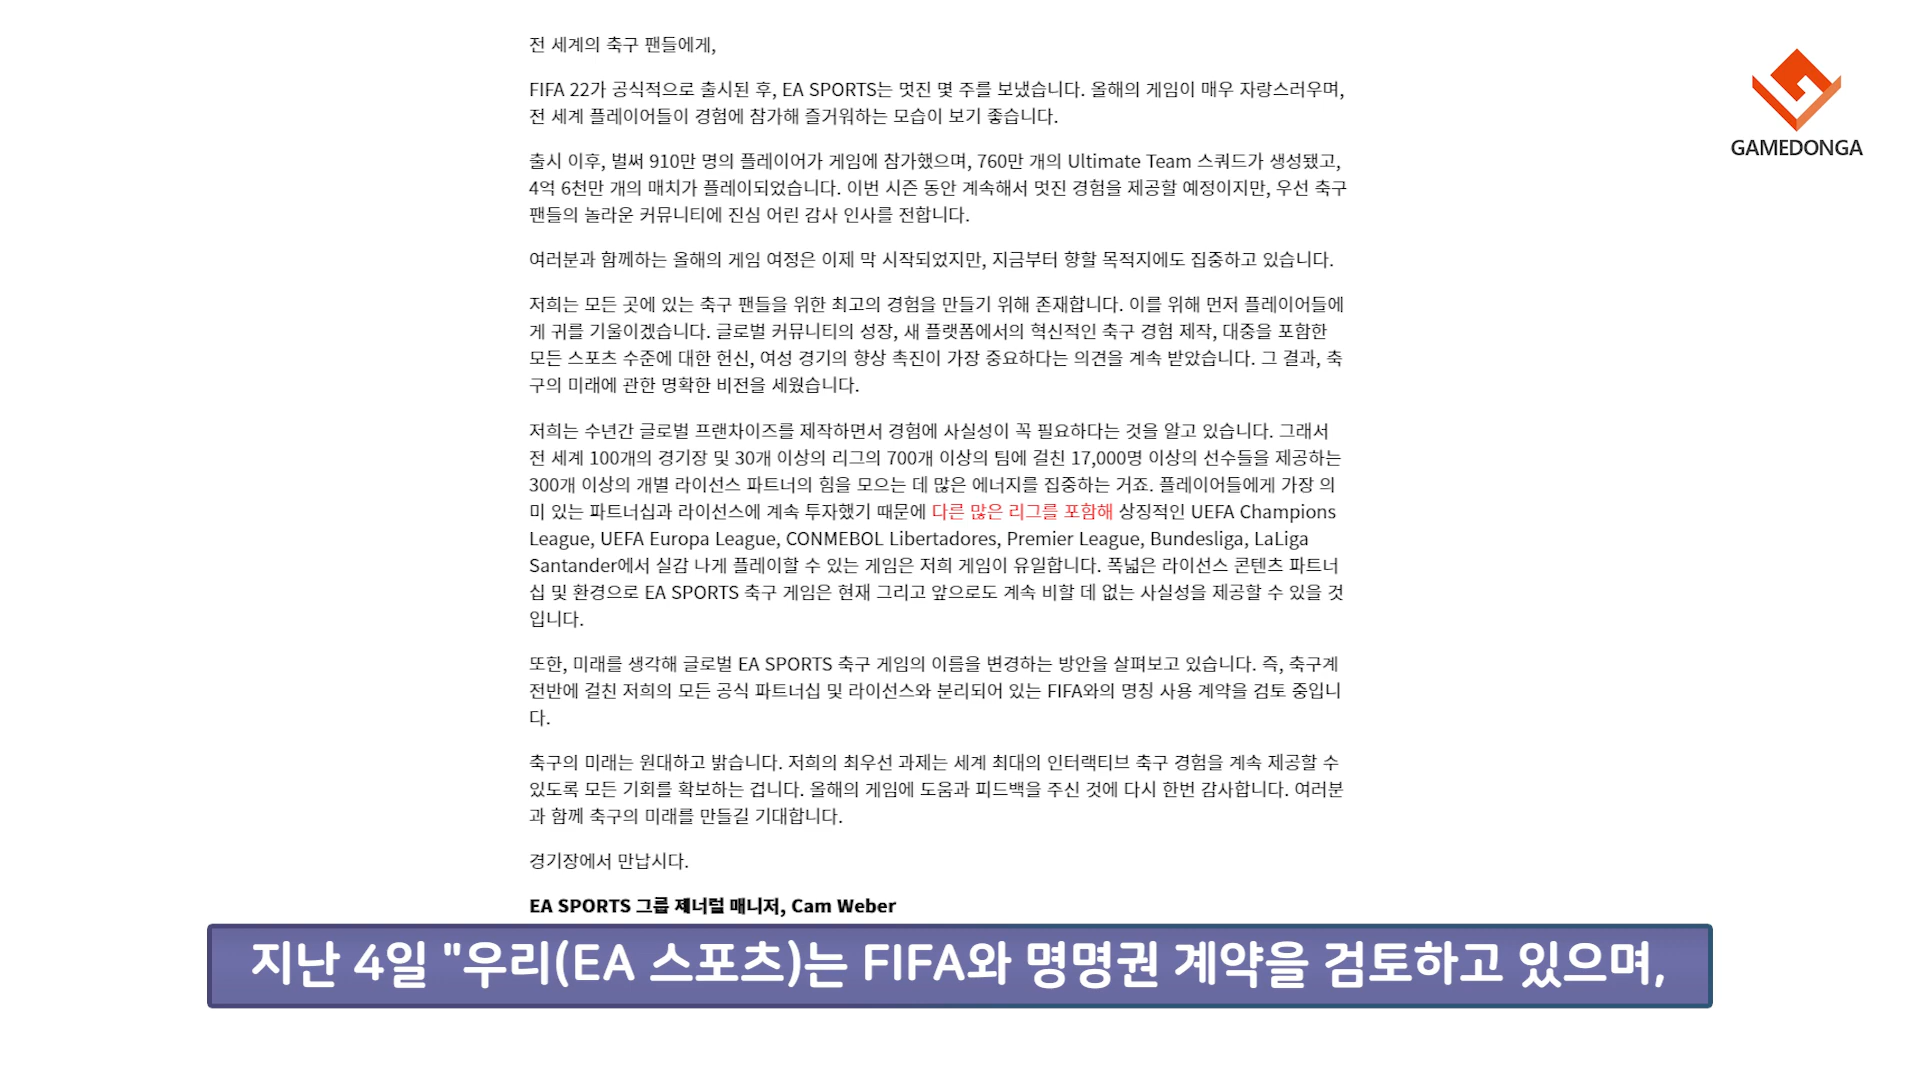 전 세계의 축구 팬들에게,
FIFA 22가 공식적으로 출시된 후, EA SPORTS는 멋진 몇 주를 보냈습니다. 올해의 게임이 매우 자랑스러우며,
전 세계 플레이어들이 경험에 참가해 즐거워하는 모습이 보기 좋습니다.
출시 이후, 벌써 910만 명의 플레이어가 게임에 참가했으며, 760만 개의 Ultimate Team 스쿼드가 생성됐고,
4억 6천만 개의 매치가 플레이되었습니다. 이번 시즌 동안 계속해서 멋진 경험을 제공할 예정이지만, 우선 축구
팬들의 놀라운 커뮤니티에 진심 어린 감사 인사를 전합니다.
여러분과 함께하는 올해의 게임 여정은 이제 막 시작되었지만, 지금부터 향할 목적지에도 집중하고 있습니다.
저희는 모든 곳에 있는 축구 팬들을 위한 최고의 경험을 만들기 위해 존재합니다. 이를 위해 먼저 플레이어들에
게 귀를 기울이겠습니다. 글로벌 커뮤니티의 성장, 새 플랫폼에서의 혁신적인 축구 경험 제작, 대중을 포함한
모든 스포츠 수준에 대한 헌신, 여성 경기의 향상 촉진이 가장 중요하다는 의견을 계속 받았습니다. 그 결과, 축
구의 미래에 관한 명확한 비전을 세웠습니다.
저희는 수년간 글로벌 프랜차이즈를 제작하면서 경험에 사실성이 꼭 필요하다는 것을 알고 있습니다. 그래서
전 세계 100개의 경기장 및 30개 이상의 리그의 700개 이상의 팀에 걸친 17,000명 이상의 선수들을 제공하는
300개 이상의 개별 라이선스 파트너의 힘을 모으는 데 많은 에너지를 집중하는 거죠. 플레이어들에게 가장 의
미 있는 파트너십과 라이선스에 계속 투자했기 때문에 다른 많은 리그를 포함해 상징적인 UEFA Champions
League, UEFA Europa League, CONMEBOL Libertadores, Premier League, Bundesliga, LaLiga
Santander에서 실감 나게 플레이할 수 있는 게임은 저희 게임이 유일합니다. 폭넓은 라이선스 콘텐츠 파트너
십 및 환경으로 EA SPORTS 축구 게임은 현재 그리고 앞으로도 계속 비할 데 없는 사실성을 제공할 수 있을 것
입니다.
또한, 미래를 생각해 글로벌 EA SPORTS 축구 게임의 이름을 변경하는 방안을 살펴보고 있습니다. 즉, 축구계
전반에 걸친 저희의 모든 공식 파트너십 및 라이선스와 분리되어 있는 FIFA와의 명칭 사용 계약을 검토 중입니
다.
축구의 미래는 원대하고 밝습니다. 저희의 최우선 과제는 세계 최대의 인터랙티브 축구 경험을 계속 제공할 수
있도록 모든 기회를 확보하는 겁니다. 올해의 게임에 도움과 피드백을 주신 것에 다시 한번 감사합니다. 여러분
과 함께 축구의 미래를 만들길 기대합니다.
경기장에서 만납시다.
EA SPORTS 그룹 제너럴 매니저, Cam Weber
지난 4일 "우리(EA 스포츠)는 FIFA와 명명권 계약을 검토하고 있으며,
GAMEDONGA